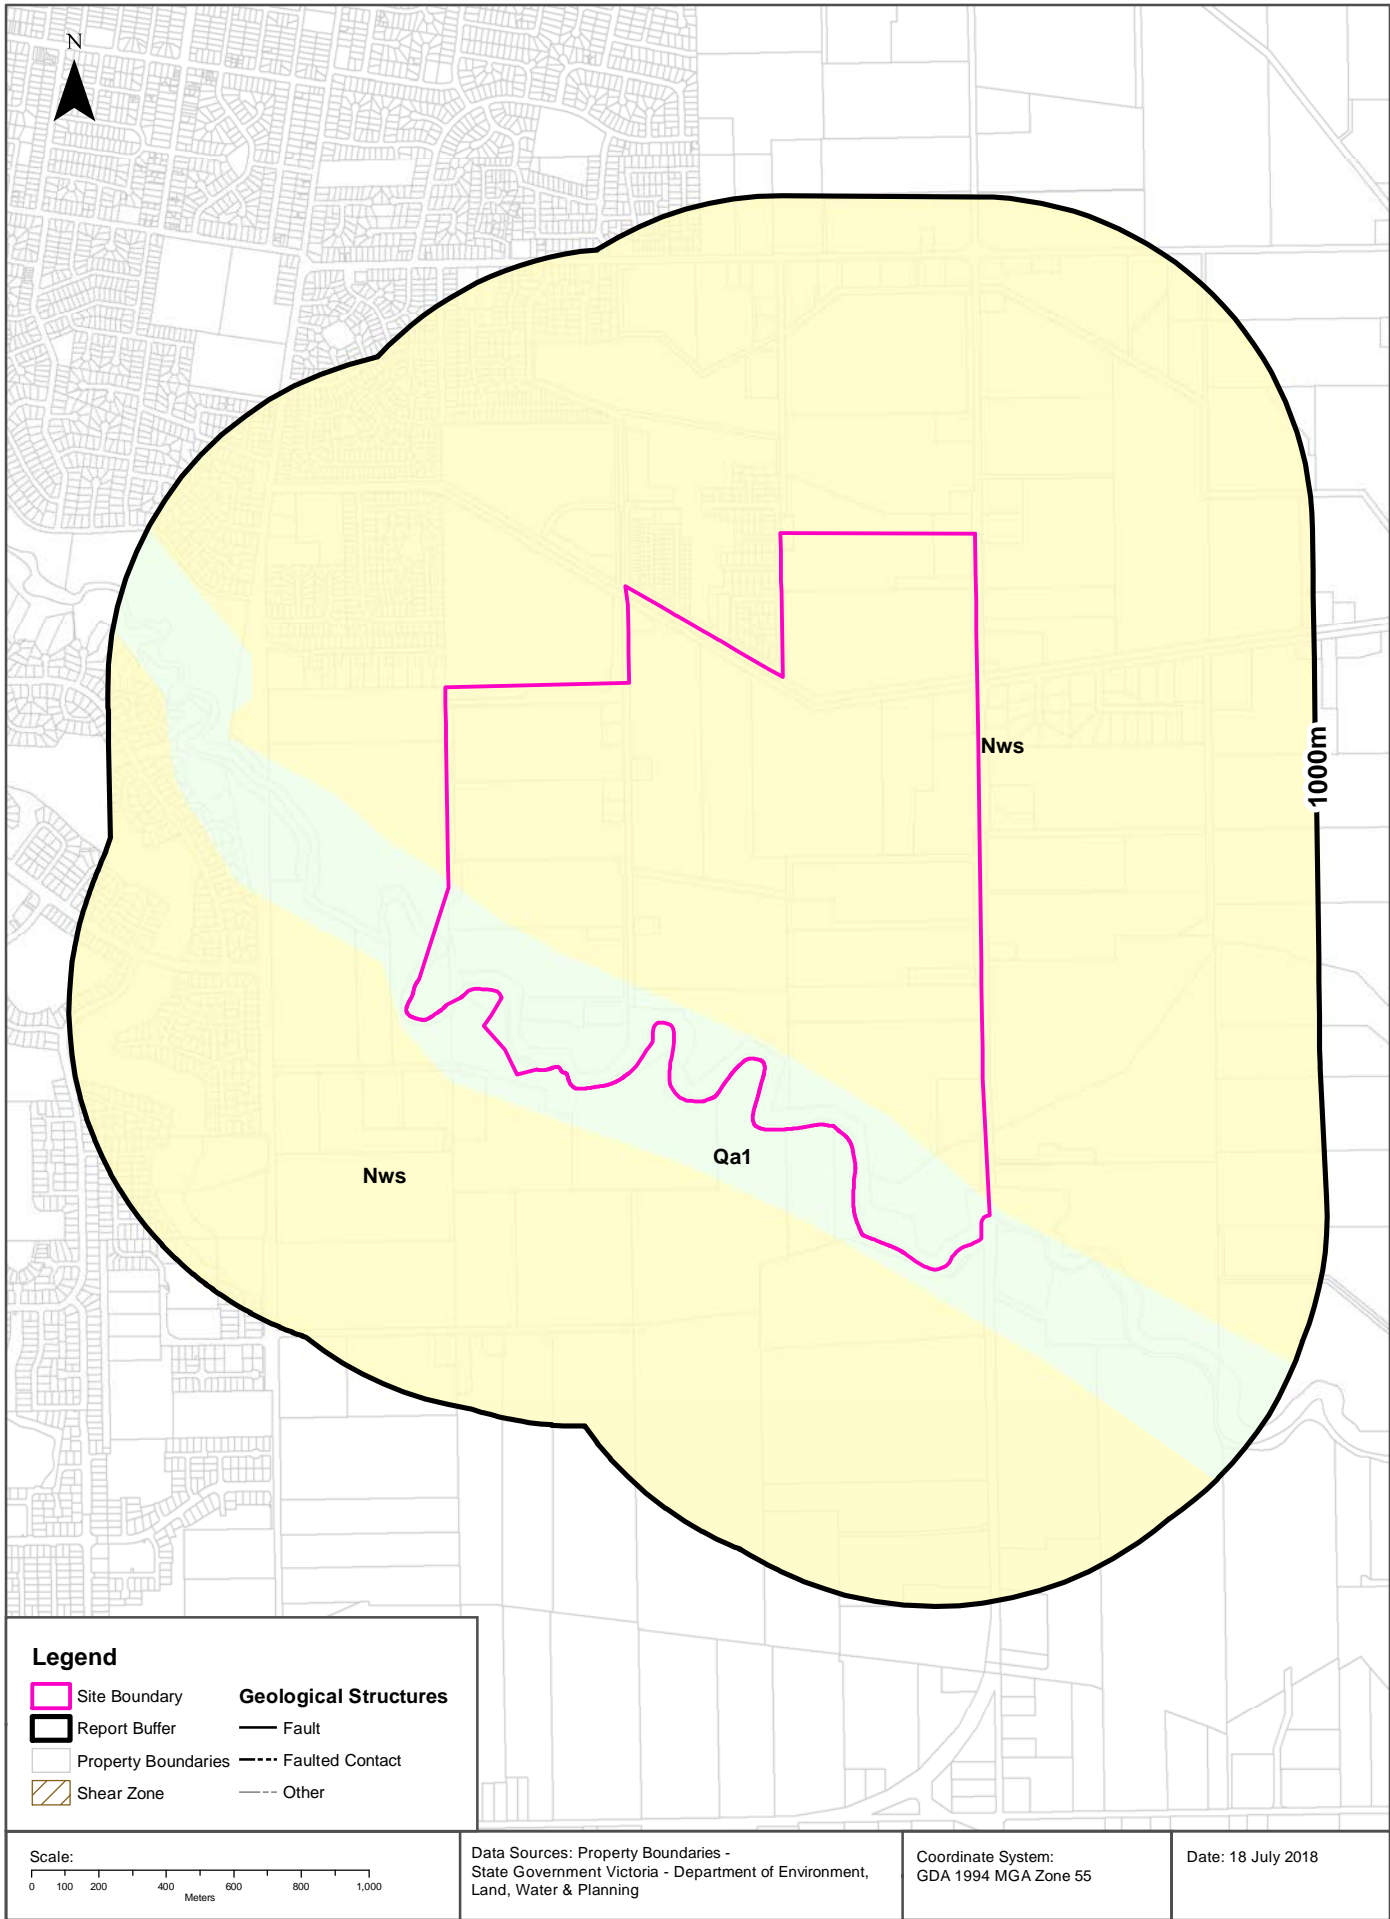 N
Nws
1000m
Qa1
Nws
Legend
Site Boundary
Report Buffer
Property Boundaries
Shear Zone
Geological Structures
Fault
Faulted Contact
Other
Scale:
0 100 200 400 600 800 1,000
Meters
Data Sources: Property Boundaries -
State Government Victoria - Department of Environment,
Land, Water & Planning
Coordinate System:
GDA 1994 MGA Zone 55
Date: 18 July 2018